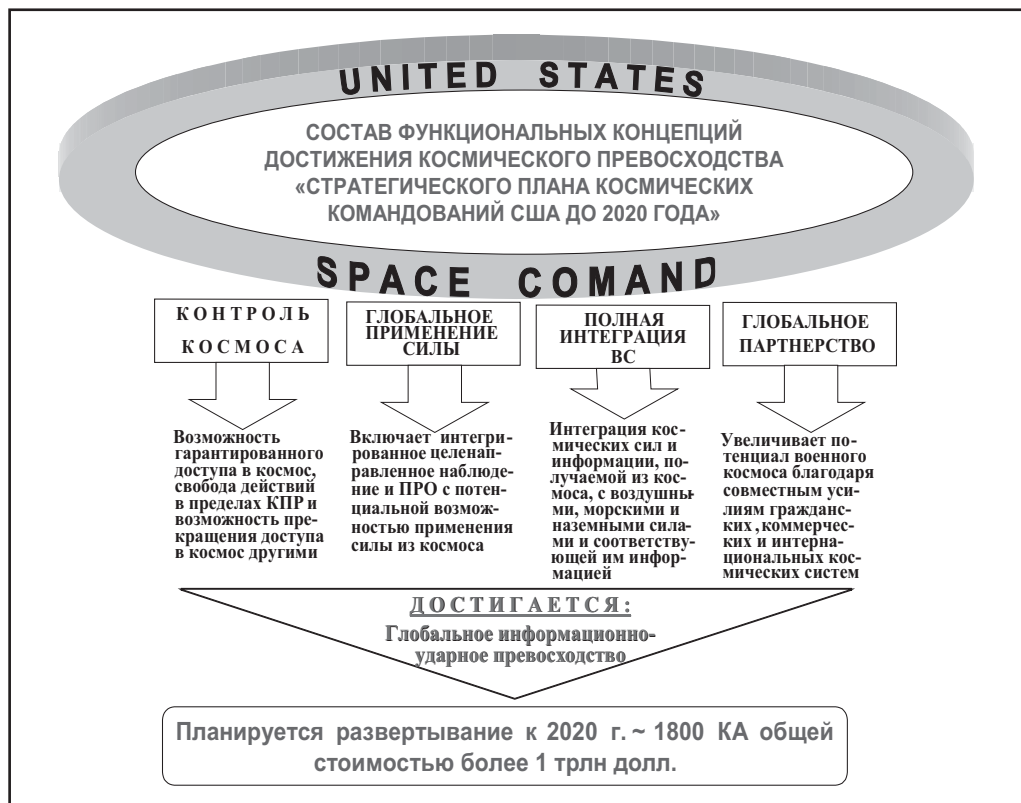 UNITED STATES
СОСТАВ ФУНКЦИОНАЛЬНЫХ КОНЦЕПЦИЙ
ДОСТИЖЕНИЯ КОСМИЧЕСКОГО ПРЕВОСХОДСТВА
«СТРАТЕГИЧЕСКОГО ПЛАНА КОСМИЧЕСКИХ
КОМАНДОВАНИЙ США ДО 2020 ГОДА»
SPACE COMAND
КОНТРОЛЬ
КОСМОСА
Возможность
гарантированного
доступа в космос,
свобода действий
в пределах КПР и
возможность пре-
кращения доступа
в космос другими
ГЛОБАЛЬНОЕ
ПРИМЕНЕНИЕ
СИЛЫ
Включает интегри-
рованное целена-
правленное наблюде-
ние и ПРО с потен-
циальной возмож-
ностью применения
силы из космоса
ПОЛНАЯ
ИНТЕГРАЦИЯ
ВС
Интеграция кос-
мических сил и
информации, по-
лучаемой из кос-
моса, с воздушны-
ми, морскими и
наземными сила-
ми и соответству-
ющей им инфор-
мацией
ГЛОБАЛЬНОЕ
ПАРТНЕРСТВО
Увеличивает по-
тенциал военного
космоса благодаря
совместным уси-
лиям гражданс-
ких, коммерчес-
ких и интерна-
циональных кос-
мических систем
ДОСТИГАЕТСЯ:
Глобальное информационно-
ударное превосходство
Планируется развертывание к 2020 г. ~ 1800 КА общей
стоимостью более 1 трлн долл.